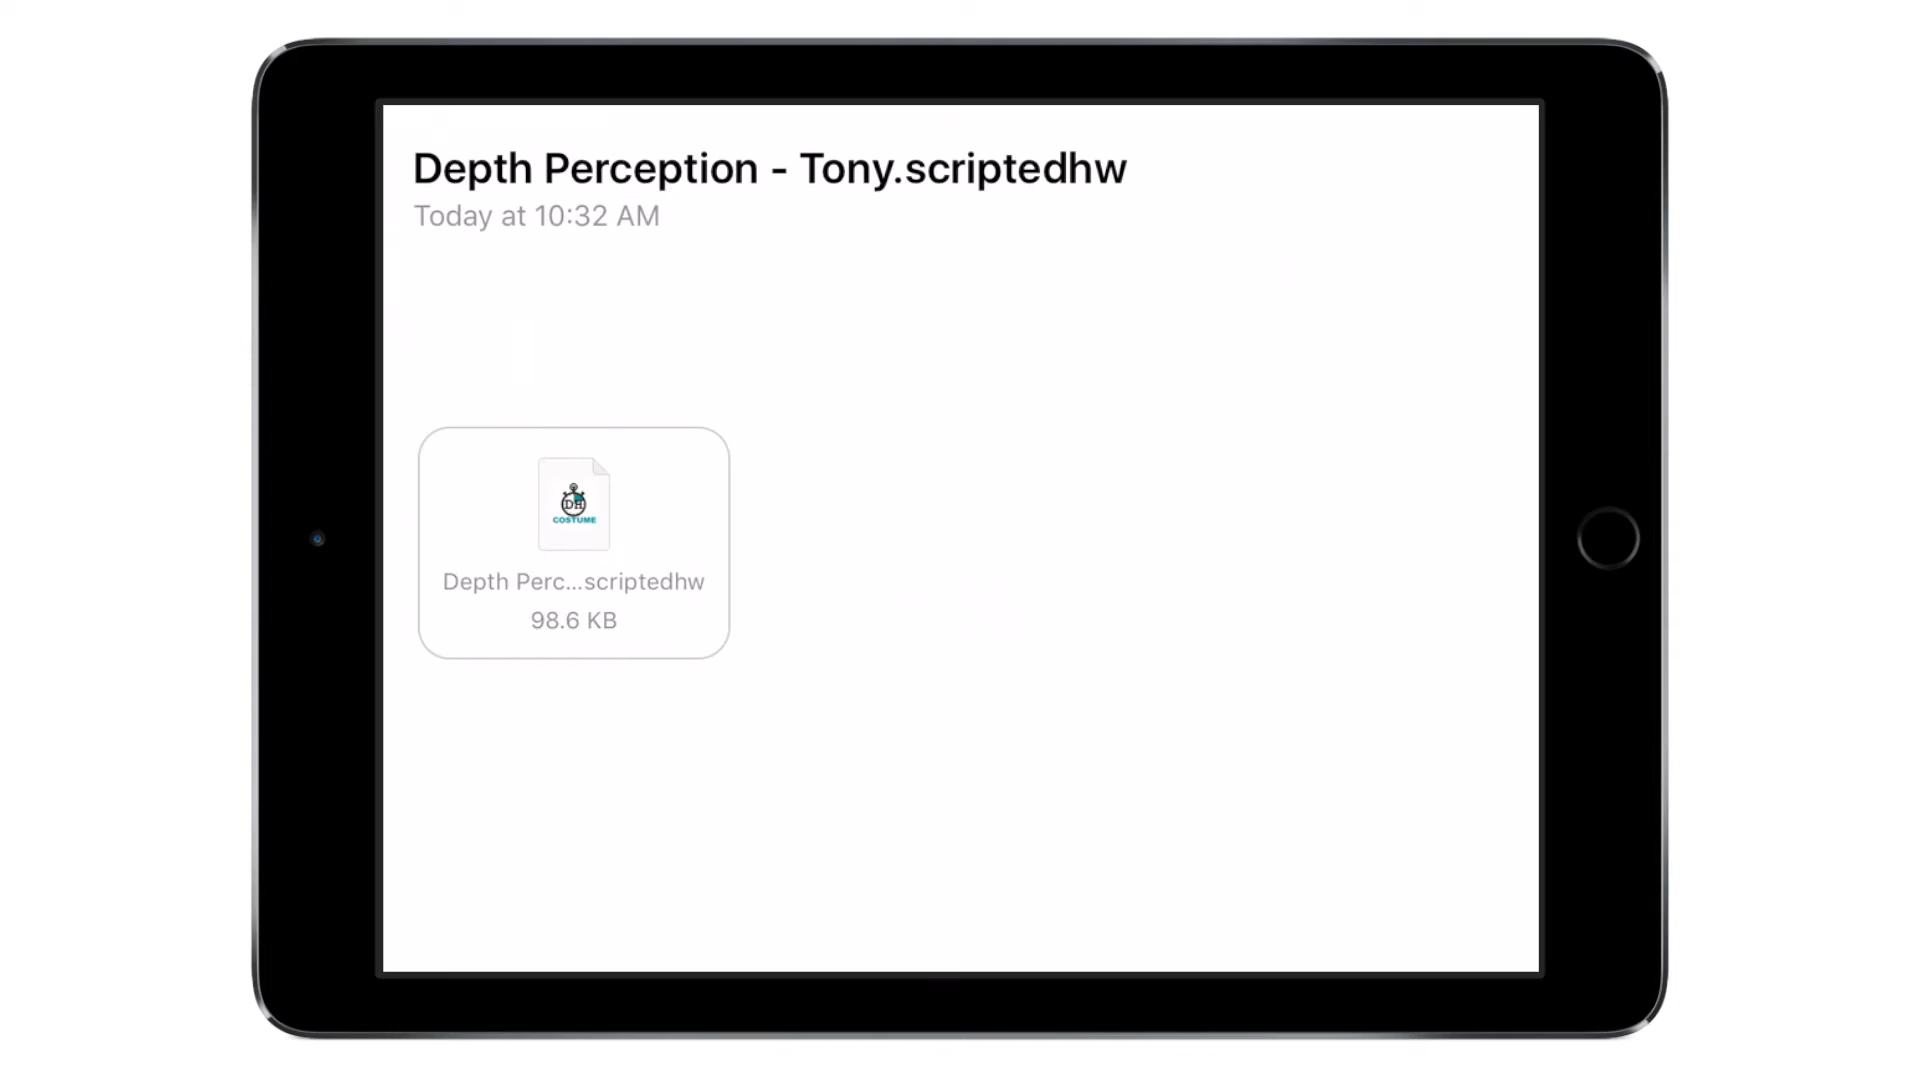 Depth Perception - Tony.scriptedhw
Today at 10:32 AM
DH
COSTUME
Depth Perc...scriptedhw
98.6 KB